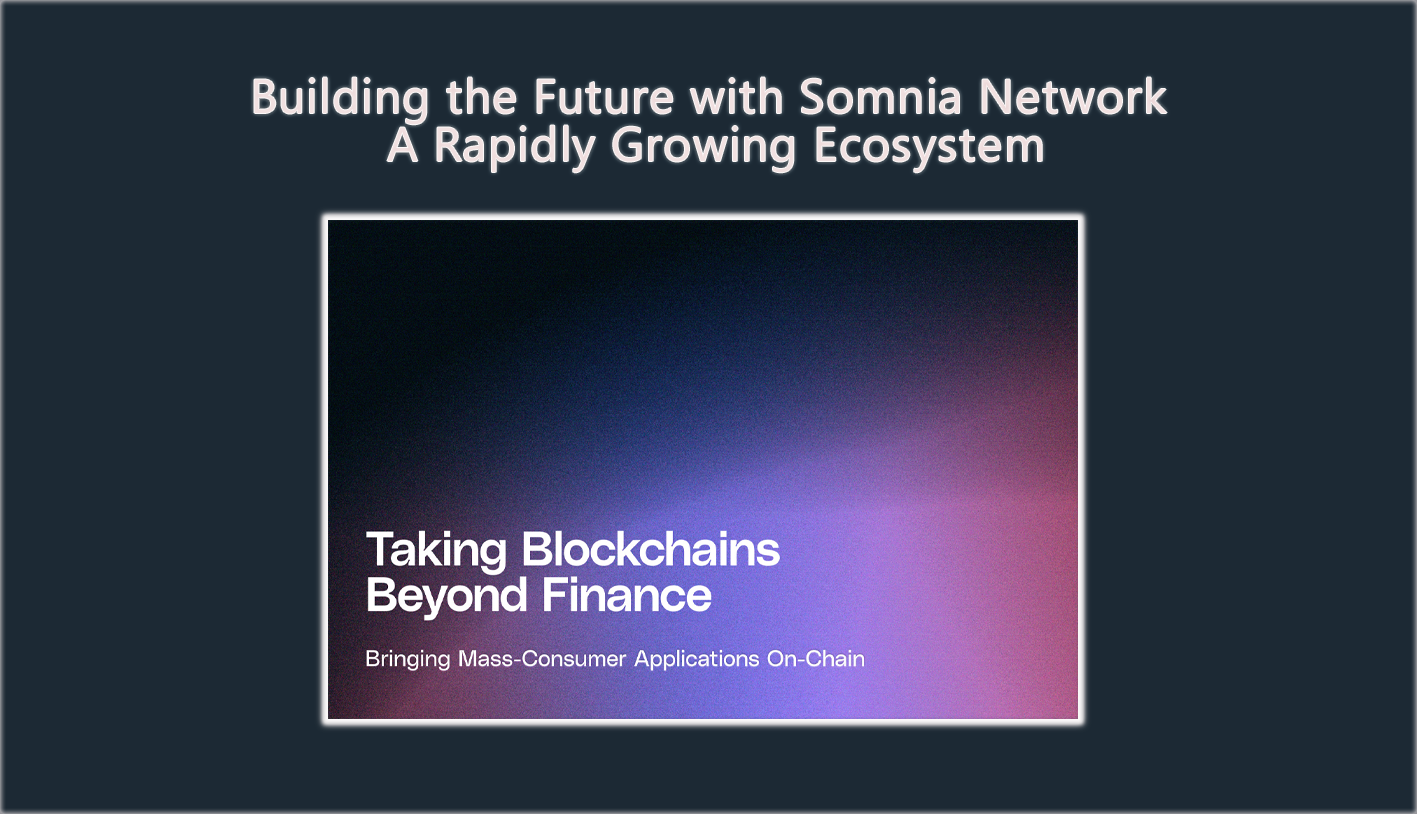 Building the Future with Somnia Network
A Rapidly Growing Ecosystem
Taking Blockchains
Beyond Finance
Bringing Mass-Consumer Applications On-Chain